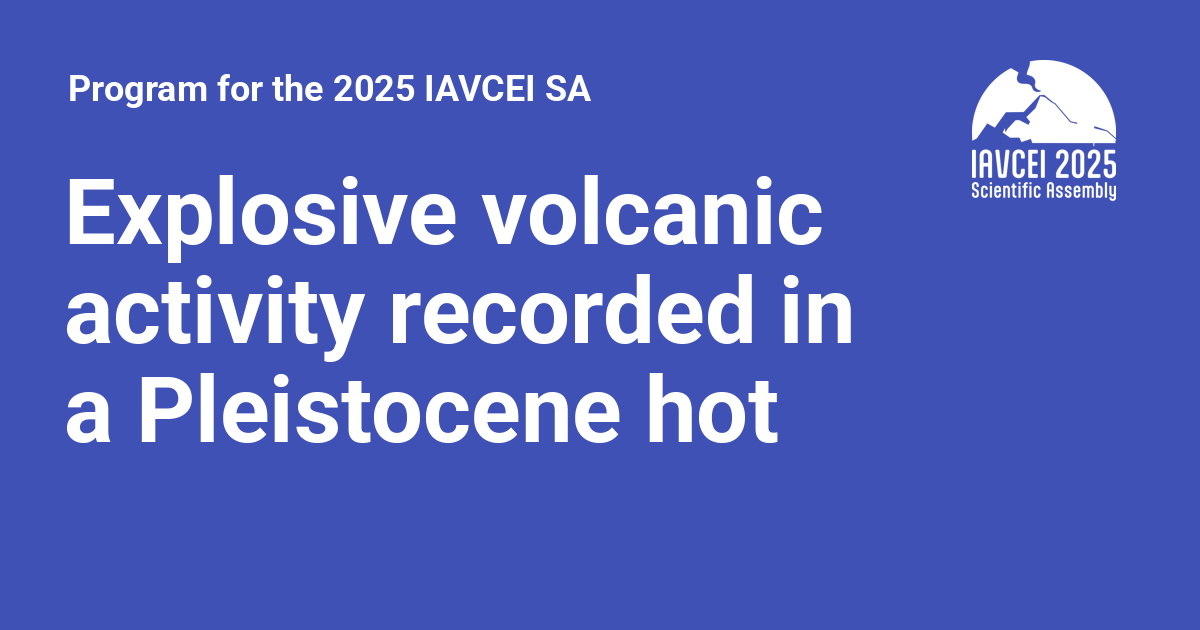 Program for the 2025 IAVCEI SA
Explosive volcanic
activity recorded in
a Pleistocene hot
IAVCEI 2025
Scientific Assembly